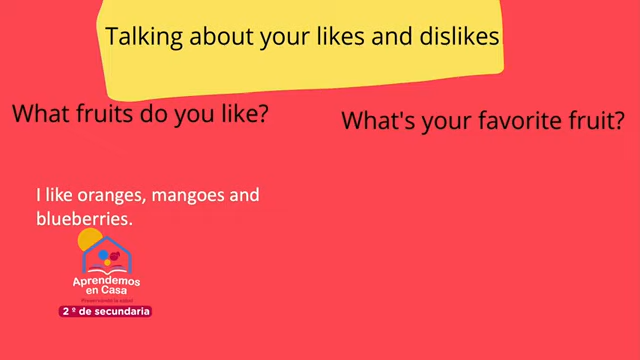 Talking about your likes and dislikes
What fruits do you like?
What's your favorite fruit?
I like oranges, mangoes and
blueberries.
Aprendemos
en Casa
2 º de secundaria